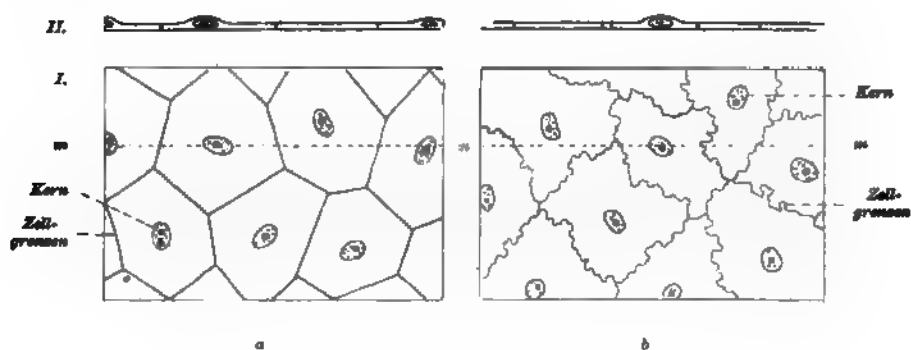 II.
I.
Kern
m
n
m
Kern
Zell-
grenzen
Zell-
grenzen
a
b